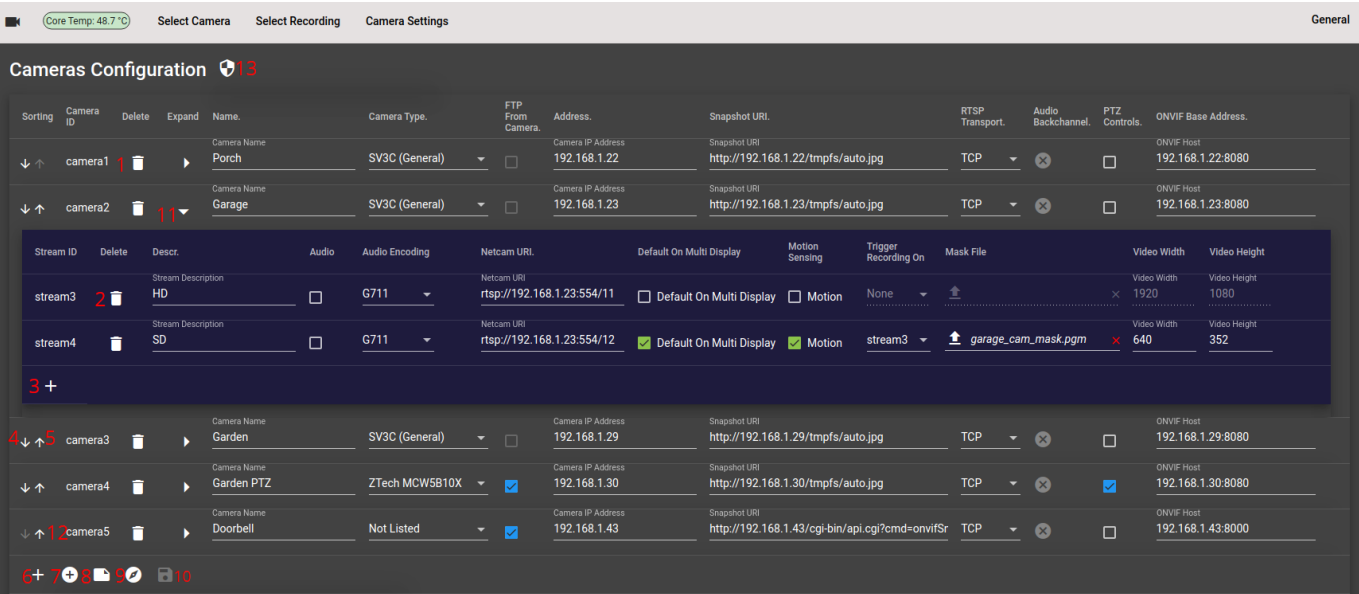 Core Temp: 48.7 °C Select Camera Select Recording Camera Settings General
Cameras Configuration 13
Sorting Camera ID Delete Expand Name. Camera Type. FTP From Camera. Address. Snapshot URI. RTSP Transport. Audio Backchannel. PTZ Controls. ONVIF Base Address.
Camera Name Camera IP Address Snapshot URI ONVIF Host
camera1 1 Porch SV3C (General) 192.168.1.22 http://192.168.1.22/tmpfs/auto.jpg TCP 192.168.1.22:8080
Camera Name Camera IP Address Snapshot URI ONVIF Host
camera2 11 Garage SV3C (General) 192.168.1.23 http://192.168.1.23/tmpfs/auto.jpg TCP 192.168.1.23:8080
Stream ID Delete Descr. Audio Audio Encoding Netcam URI. Default On Multi Display Motion Sensing Trigger Recording On Mask File Video Width Video Height
Stream Description Netcam URI Video Width Video Height
stream3 2 HD G711 rtsp://192.168.1.23:554/11 Default On Multi Display Motion None 1920 1080
Stream Description Netcam URI Video Width Video Height
stream4 SD G711 rtsp://192.168.1.23:554/12 Default On Multi Display Motion stream3 garage_cam_mask.pgm 640 352
3 +
Camera Name Camera IP Address Snapshot URI ONVIF Host
4 5 camera3 Garden SV3C (General) 192.168.1.29 http://192.168.1.29/tmpfs/auto.jpg TCP 192.168.1.29:8080
Camera Name Camera IP Address Snapshot URI ONVIF Host
camera4 Garden PTZ ZTech MCW5B10X 192.168.1.30 http://192.168.1.30/tmpfs/auto.jpg TCP 192.168.1.30:8080
Camera Name Camera IP Address Snapshot URI ONVIF Host
12 camera5 Doorbell Not Listed 192.168.1.43 http://192.168.1.43/cgi-bin/api.cgi?cmd=onvifSr TCP 192.168.1.43:8000
6 + 7 8 9 10